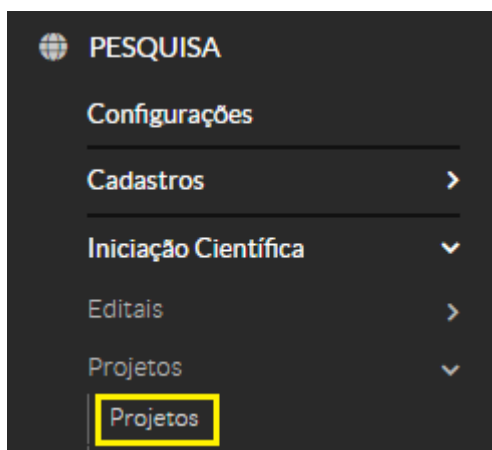 PESQUISA
Configurações
Cadastros
Iniciação Científica
Editais
Projetos
Projetos